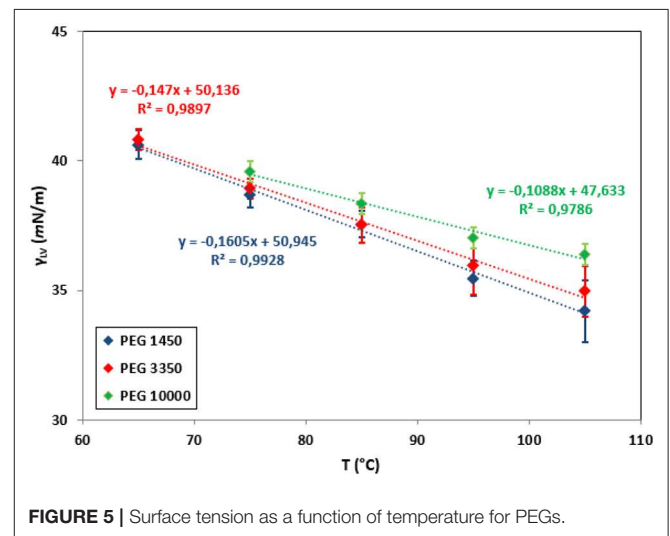 45
40
35
30
γLV (mN/m)
y = -0,147x + 50,136
R² = 0,9897
y = -0,1088x + 47,633
R² = 0,9786
y = -0,1605x + 50,945
R² = 0,9928
PEG 1450
PEG 3350
PEG 10000
60 70 80 90 100 110
T (°C)
FIGURE 5 | Surface tension as a function of temperature for PEGs.